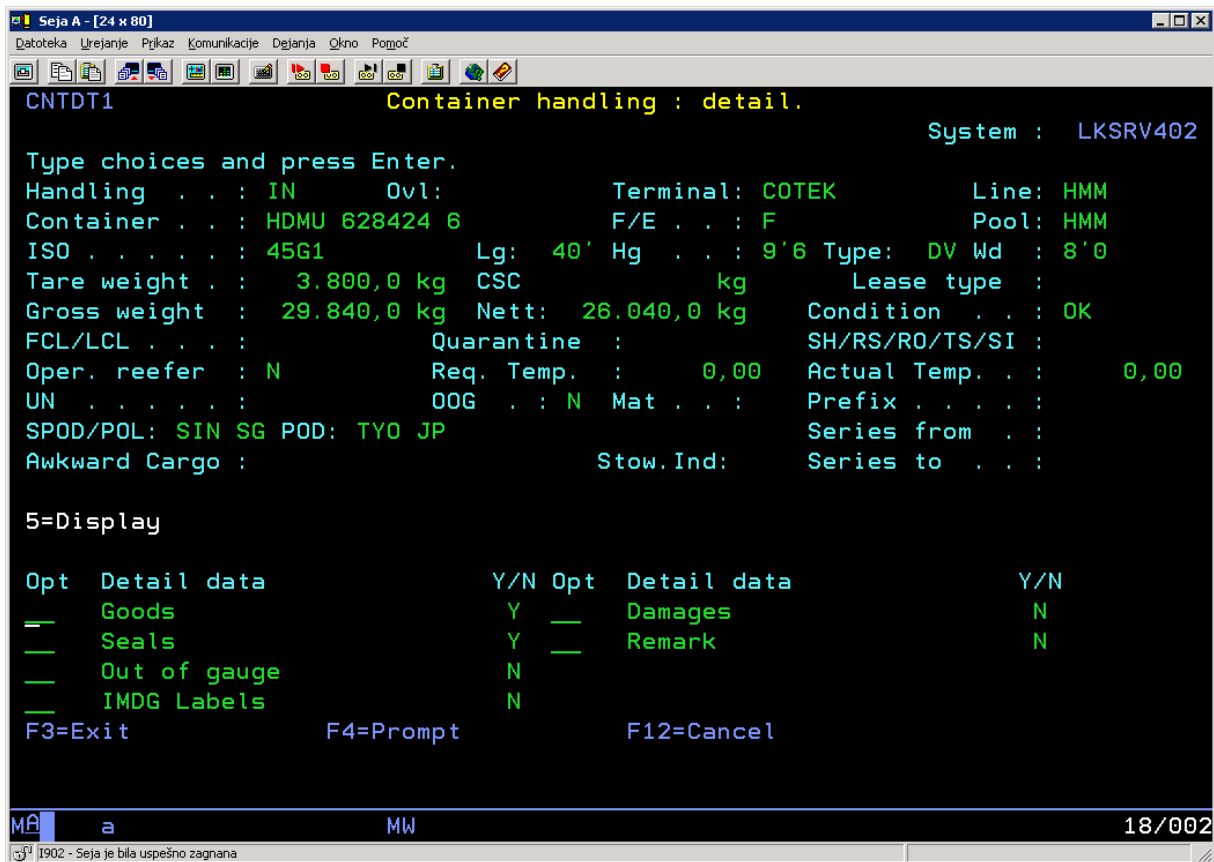 Seja A - [24 x 80]
Datoteka Urejanje Prikaz Komunikacije Dejanja Okno Pomoč
CNTDT1 Container handling : detail.
System : LKSRV402
Type choices and press Enter.
Handling . . : IN Ovl: Terminal: COTEK Line: HMM
Container . . : HDMU 628424 6 F/E . . : F Pool: HMM
ISO . . . . . : 45G1 Lg: 40' Hg . . : 9'6 Type: DV Wd : 8'0
Tare weight . : 3.800,0 kg CSC kg Lease type :
Gross weight : 29.840,0 kg Nett: 26.040,0 kg Condition . . : OK
FCL/LCL . . . : Quarantine : SH/RS/RO/TS/SI :
Oper. reefer : N Req. Temp. : 0,00 Actual Temp. . : 0,00
UN . . . . . : OOG . : N Mat . . : Prefix . . . . :
SPOD/POL: SIN SG POD: TYO JP Series from . :
Awkward Cargo : Stow.Ind: Series to . . :
5=Display
Opt Detail data Y/N Opt Detail data Y/N
__ Goods Y __ Damages N
__ Seals Y __ Remark N
__ Out of gauge N
__ IMDG Labels N
F3=Exit F4=Prompt F12=Cancel
MA a MW 18/002
I902 - Seja je bila uspešno zagnana